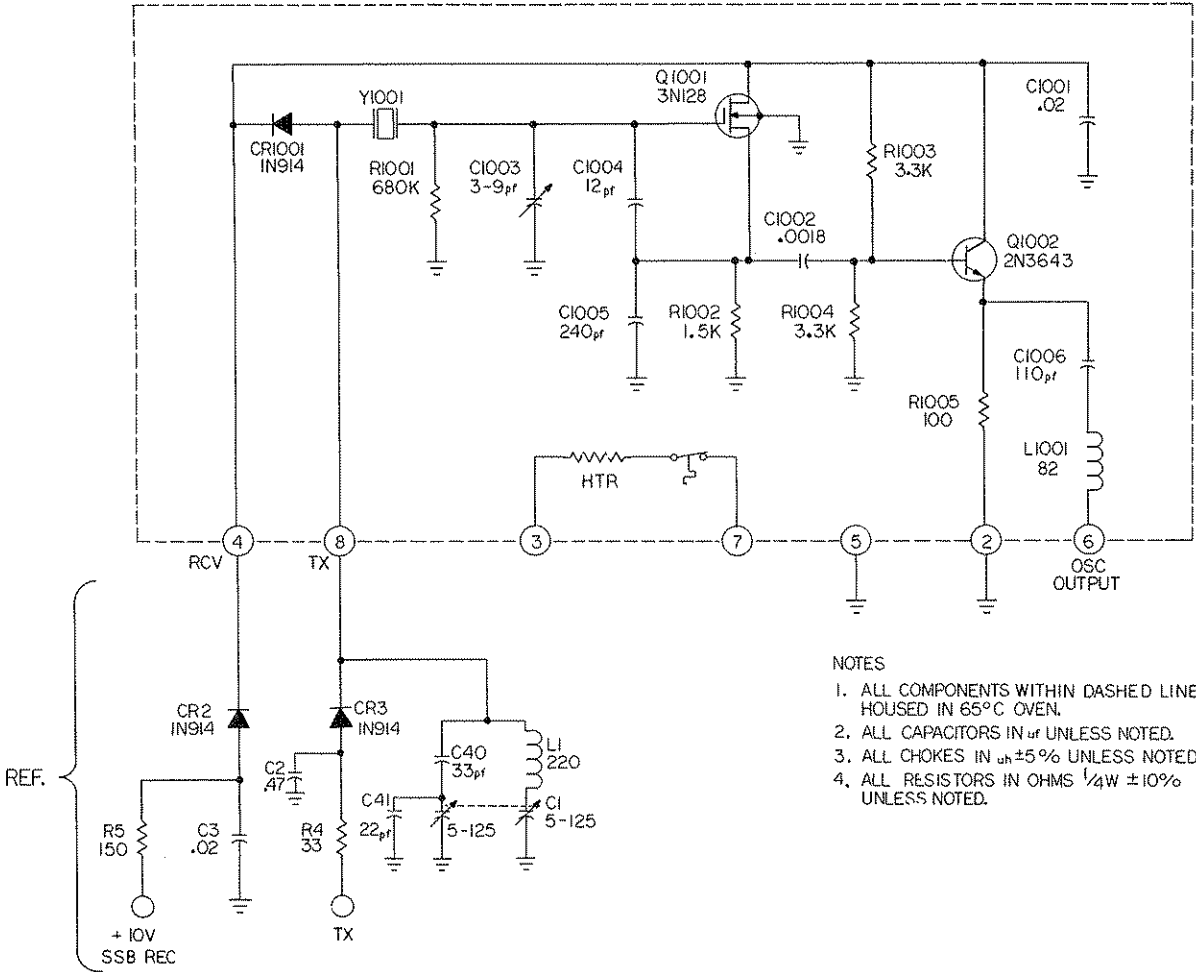 Q1001
3N128
Y1001
CR1001
1N914
R1001
680K
C1003
3-9pf
C1004
12pf
C1001
.02
R1003
3.3K
C1002
.0018
Q1002
2N3643
C1005
240pf
R1002
1.5K
R1004
3.3K
C1006
110pf
R1005
100
L1001
82
HTR
4
8
3
7
5
2
6
RCV
TX
OSC
OUTPUT
NOTES
1. ALL COMPONENTS WITHIN DASHED LINE
HOUSED IN 65°C OVEN.
2. ALL CAPACITORS IN uf UNLESS NOTED.
3. ALL CHOKES IN uh ±5% UNLESS NOTED
4. ALL RESISTORS IN OHMS 1/4W ±10%
UNLESS NOTED.
REF.
CR2
1N914
CR3
1N914
C2
.47
C40
33pf
L1
220
C41
22pf
5-125
C1
5-125
R5
150
C3
.02
R4
33
+10V
SSB REC
TX